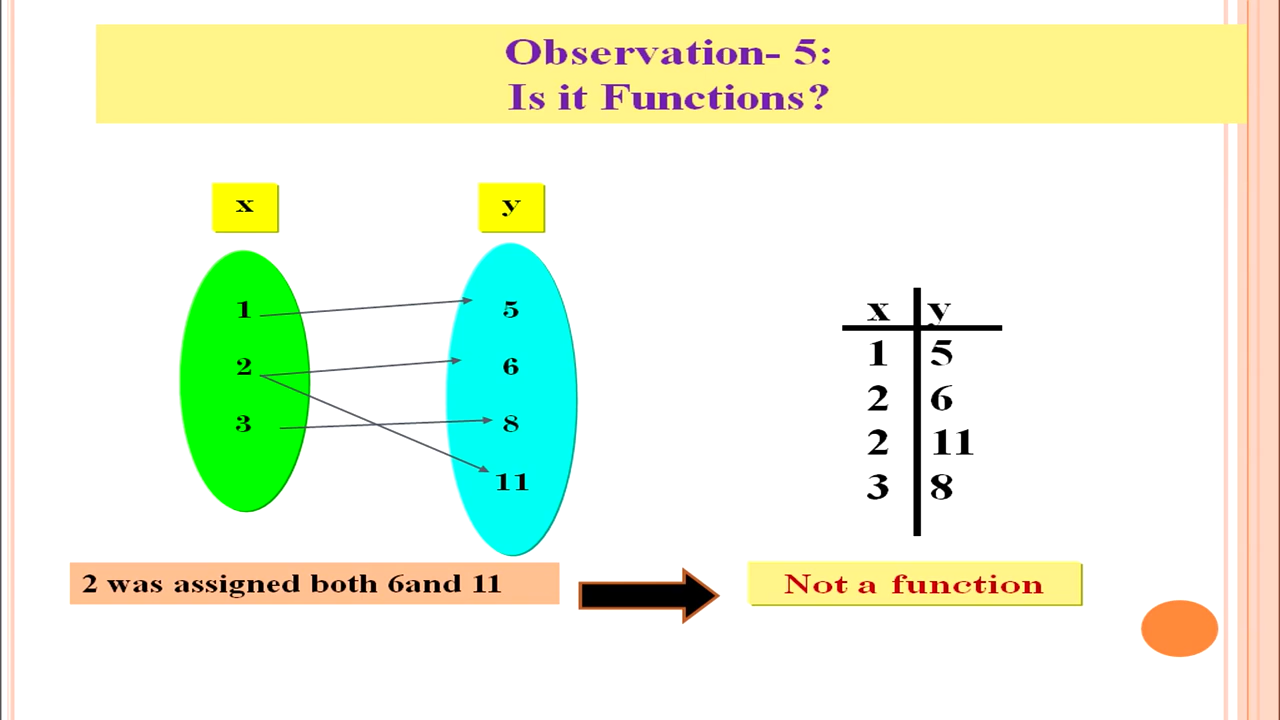 Observation- 5:
Is it Functions?
x y
1 5
2 6
3 8
11
x y
1 5
2 6
2 11
3 8
2 was assigned both 6and 11
Not a function